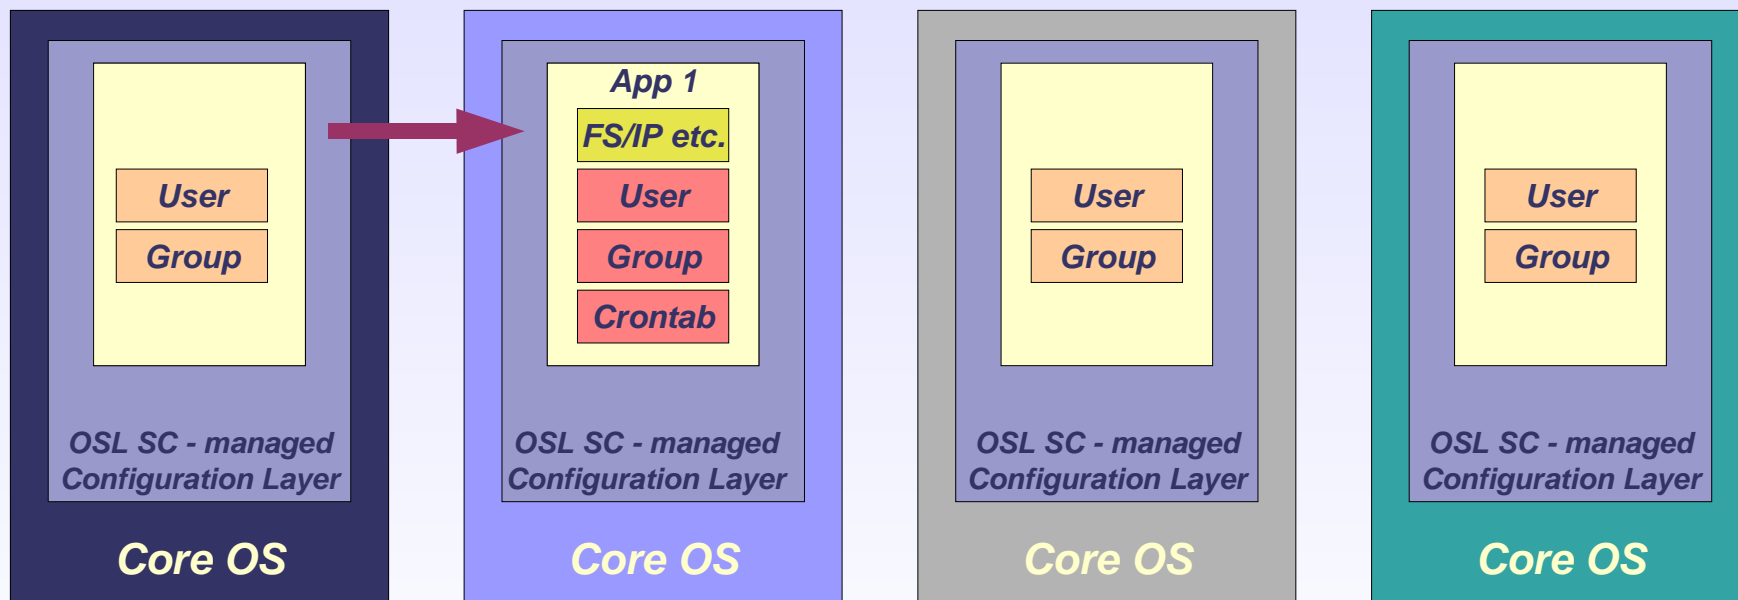 User
Group
OSL SC - managed
Configuration Layer
Core OS
App 1
FS/IP etc.
User
Group
Crontab
OSL SC - managed
Configuration Layer
Core OS
User
Group
OSL SC - managed
Configuration Layer
Core OS
User
Group
OSL SC - managed
Configuration Layer
Core OS